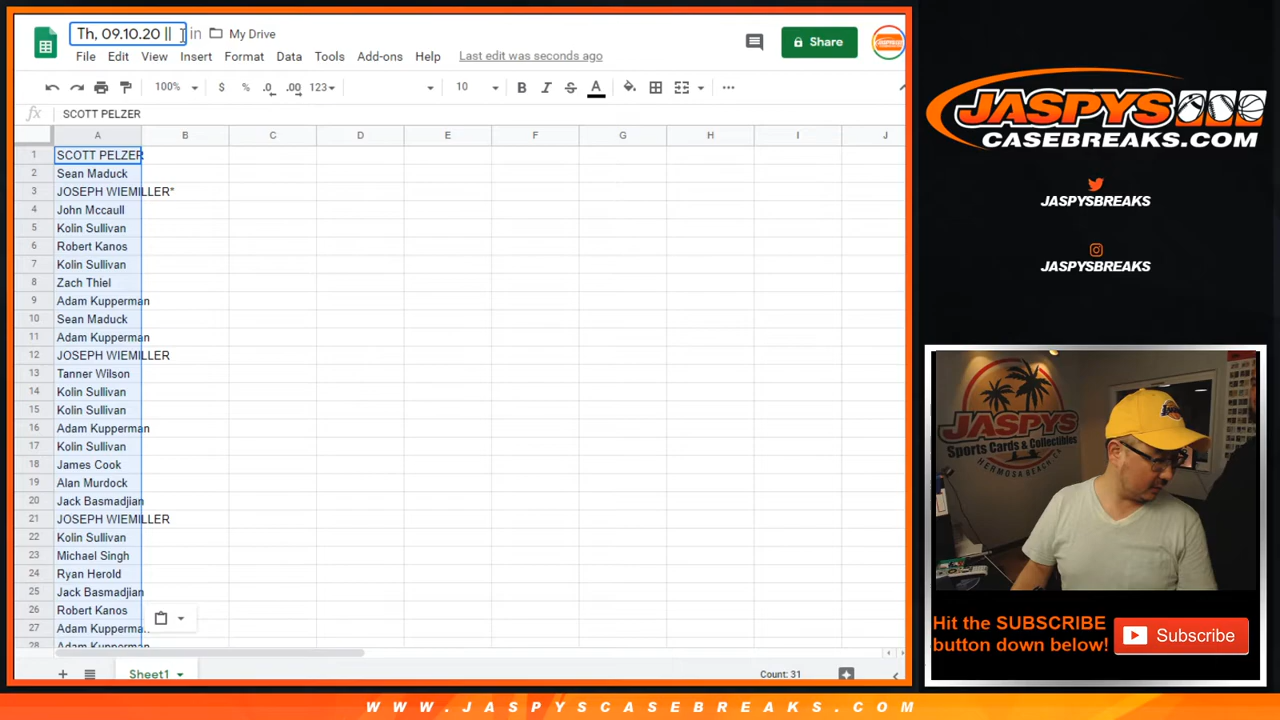 Th, 09.10.20 || in My Drive
File Edit View Insert Format Data Tools Add-ons Help Last edit was seconds ago
Share
100% $ % .0 .00 123 10 B I S A
fx SCOTT PELZER
A B C D E F G H I J
1 SCOTT PELZER
2 Sean Maduck
3 JOSEPH WIEMILLER"
4 John Mccaull
5 Kolin Sullivan
6 Robert Kanos
7 Kolin Sullivan
8 Zach Thiel
9 Adam Kupperman
10 Sean Maduck
11 Adam Kupperman
12 JOSEPH WIEMILLER
13 Tanner Wilson
14 Kolin Sullivan
15 Kolin Sullivan
16 Adam Kupperman
17 Kolin Sullivan
18 James Cook
19 Alan Murdock
20 Jack Basmadjian
21 JOSEPH WIEMILLER
22 Kolin Sullivan
23 Michael Singh
24 Ryan Herold
25 Jack Basmadjian
26 Robert Kanos
27 Adam Kupperma
28 Adam Kupperman
Sheet1 Count: 31
JASPYS
CASEBREAKS.COM
JASPYSBREAKS
JASPYSBREAKS
JASPYS
Sports Cards & Collectibles
HERMOSA BEACH
Hit the SUBSCRIBE
button down below!
Subscribe
WWW.JASPYSCASEBREAKS.COM